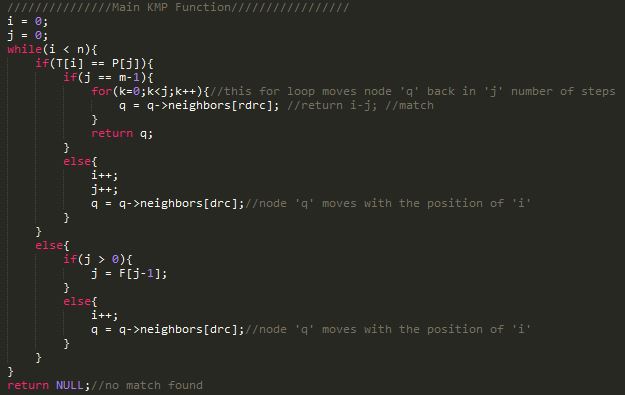 ///////////////Main KMP Function/////////////////
i = 0;
j = 0;
while(i < n){
    if(T[i] == P[j]){
        if(j == m-1){
            for(k=0;k<j;k++){//this for loop moves node 'q' back in 'j' number of steps
                q = q->neighbors[rdrc]; //return i-j; //match
            }
            return q;
        }
        else{
            i++;
            j++;
            q = q->neighbors[drc];//node 'q' moves with the position of 'i'
        }
    }
    else{
        if(j > 0){
            j = F[j-1];
        }
        else{
            i++;
            q = q->neighbors[drc];//node 'q' moves with the position of 'i'
        }
    }
}
return NULL;//no match found